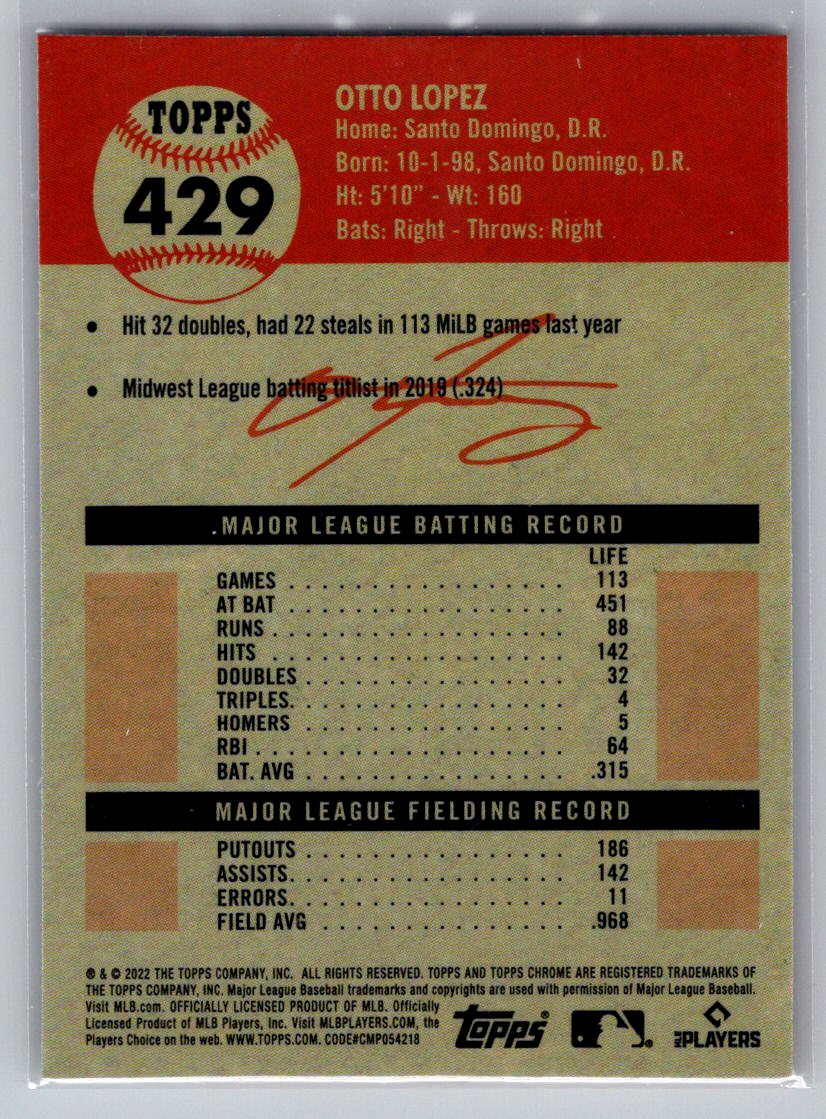 TOPPS
429
OTTO LOPEZ
Home: Santo Domingo, D.R.
Born: 10-1-98, Santo Domingo, D.R.
Ht: 5'10" - Wt: 160
Bats: Right - Throws: Right
• Hit 32 doubles, had 22 steals in 113 MiLB games last year
• Midwest League batting titlist in 2019 (.324)
MAJOR LEAGUE BATTING RECORD
LIFE
GAMES . . . . . . . . . . . . . . . . . 113
AT BAT . . . . . . . . . . . . . . . . . 451
RUNS . . . . . . . . . . . . . . . . . . 88
HITS . . . . . . . . . . . . . . . . . . 142
DOUBLES . . . . . . . . . . . . . . . . 32
TRIPLES. . . . . . . . . . . . . . . . . 4
HOMERS . . . . . . . . . . . . . . . . . 5
RBI . . . . . . . . . . . . . . . . . . . 64
BAT. AVG . . . . . . . . . . . . . . . . .315
MAJOR LEAGUE FIELDING RECORD
PUTOUTS . . . . . . . . . . . . . . . . 186
ASSISTS. . . . . . . . . . . . . . . . . 142
ERRORS. . . . . . . . . . . . . . . . . 11
FIELD AVG . . . . . . . . . . . . . . . .968
® & © 2022 THE TOPPS COMPANY, INC. ALL RIGHTS RESERVED. TOPPS AND TOPPS CHROME ARE REGISTERED TRADEMARKS OF
THE TOPPS COMPANY, INC. Major League Baseball trademarks and copyrights are used with permission of Major League Baseball.
Visit MLB.com. OFFICIALLY LICENSED PRODUCT OF MLB. Officially
Licensed Product of MLB Players, Inc. Visit MLBPLAYERS.COM, the
Players Choice on the web. WWW.TOPPS.COM. CODE#CMP054218
topps®
MLB PLAYERS